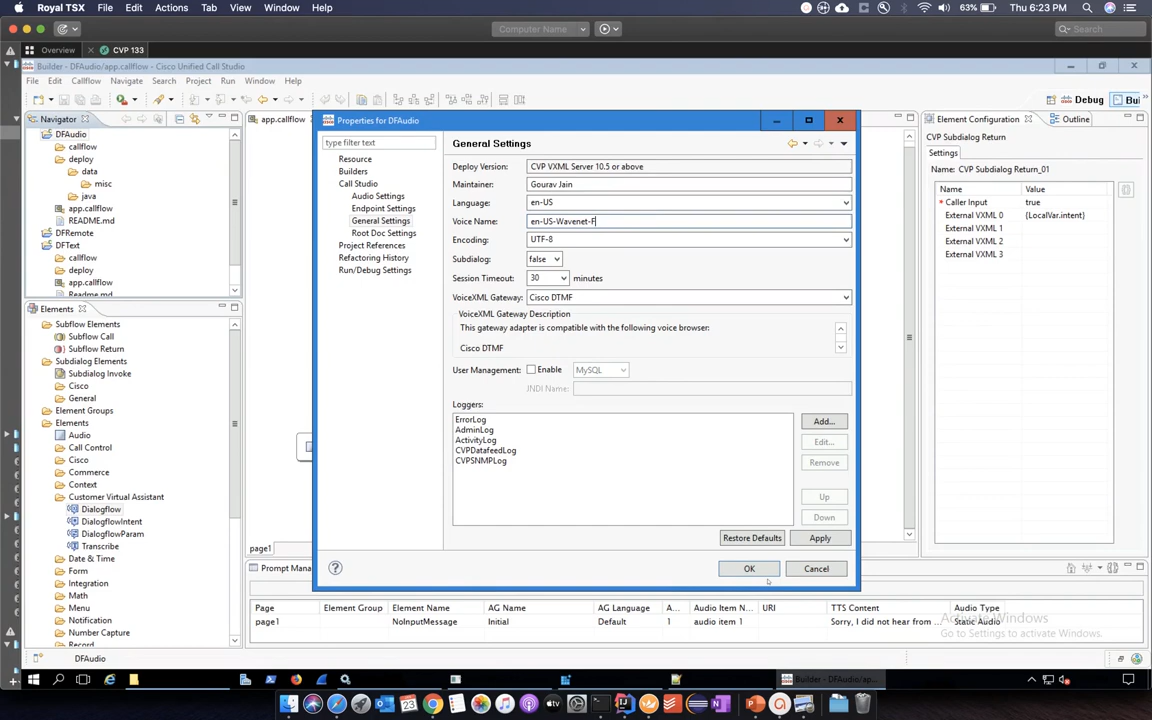 Royal TSX File Edit Actions Tab View Window Help 63% Thu 6:23 PM
Computer Name Search
Overview CVP 133
Builder - DFAudio/app.callflow - Cisco Unified Call Studio
File Edit Callflow Navigate Search Project Run Window Help
Debug Bui
Navigator
DFAudio
callflow
deploy
data
misc
java
app.callflow
README.md
DFRemote
DFText
callflow
deploy
app.callflow
Readme.md
Elements
Subflow Elements
Subflow Call
Subflow Return
Subdialog Elements
Subdialog Invoke
Cisco
General
Element Groups
Elements
Audio
Call Control
Cisco
Commerce
Context
Customer Virtual Assistant
Dialogflow
DialogflowIntent
DialogflowParam
Transcribe
Date & Time
Form
Integration
Math
Menu
Notification
Number Capture
Record
app.callflow
page1
Properties for DFAudio
type filter text
Resource
Builders
Call Studio
Audio Settings
Endpoint Settings
General Settings
Root Doc Settings
Project References
Refactoring History
Run/Debug Settings
General Settings
Deploy Version: CVP VXML Server 10.5 or above
Maintainer: Gourav Jain
Language: en-US
Voice Name: en-US-Wavenet-F
Encoding: UTF-8
Subdialog: false
Session Timeout: 30 minutes
VoiceXML Gateway: Cisco DTMF
VoiceXML Gateway Description
This gateway adapter is compatible with the following voice browser:
Cisco DTMF
User Management: Enable MySQL
JNDI Name:
Loggers:
ErrorLog
AdminLog
ActivityLog
CVPDatafeedLog
CVPSNMPLog
Add...
Edit...
Remove
Up
Down
Restore Defaults Apply
OK Cancel
Element Configuration Outline
CVP Subdialog Return
Settings
Name: CVP Subdialog Return_01
Name Value
* Caller Input true
External VXML 0 {LocalVar.intent}
External VXML 1
External VXML 2
External VXML 3
Prompt Mana
Page Element Group Element Name AG Name AG Language A... Audio Item N... URI TTS Content Audio Type
page1 NoInputMessage Initial Default 1 audio item 1 Sorry, I did not hear from ... Static Audio
Activate Windows
Go to Settings to activate Windows.
DFAudio
Builder - DFAudio/ap...
23